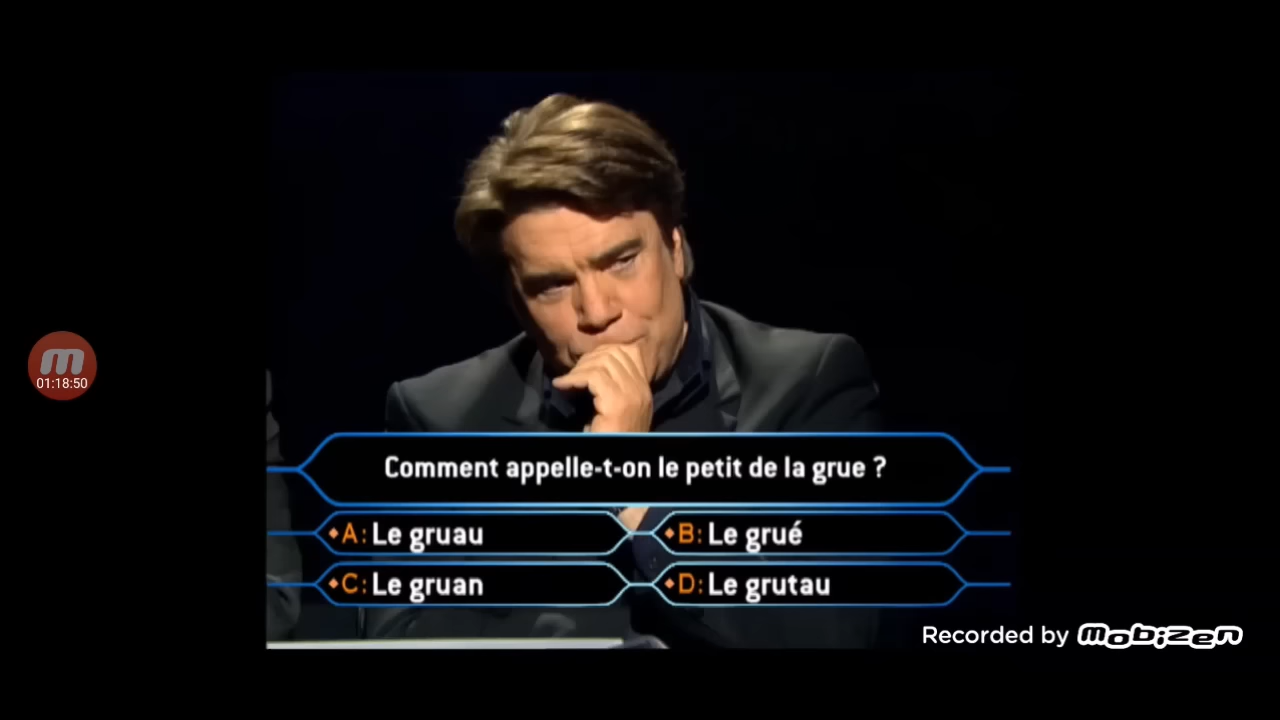 Comment appelle-t-on le petit de la grue ?
A: Le gruau
B: Le grué
C: Le gruan
D: Le grutau
01:18:50
Recorded by mobizen